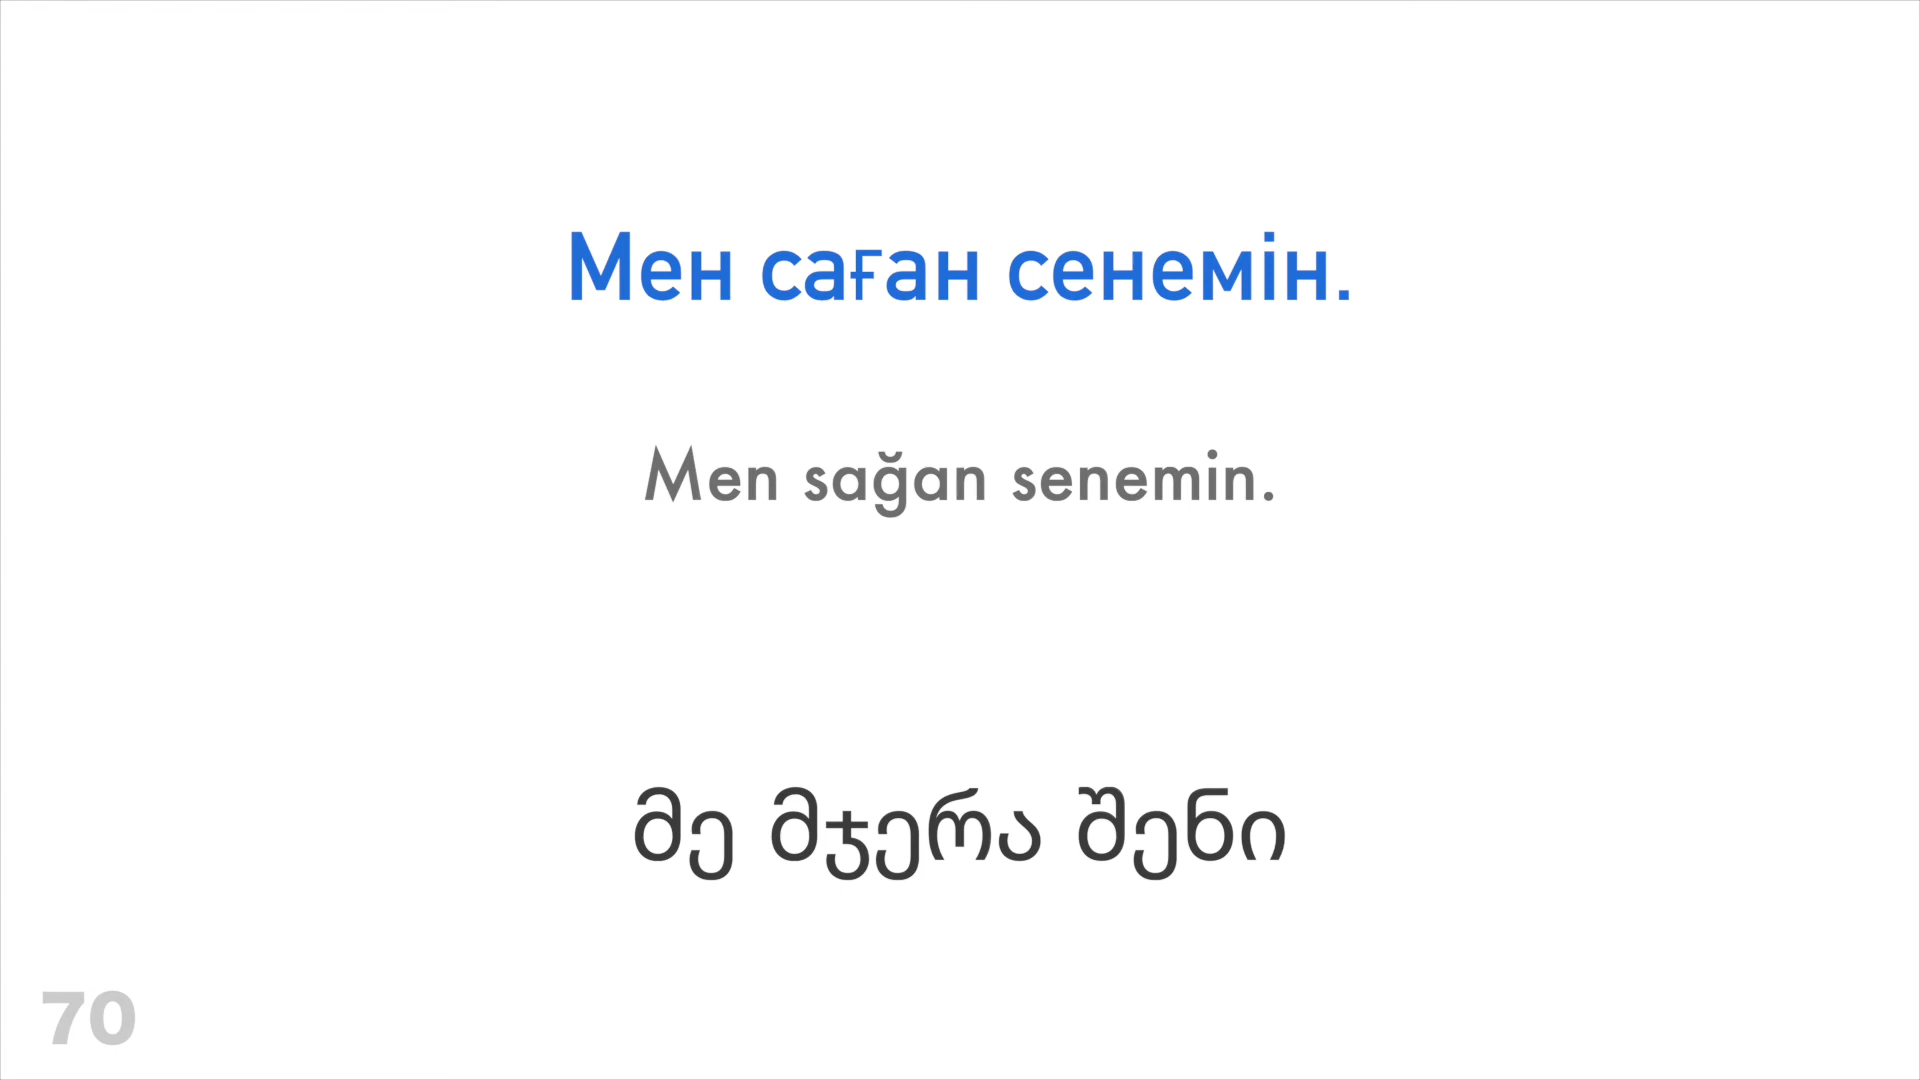 Мен саған сенемін.
Men sağan senemin.
მე მჯერა შენი
70